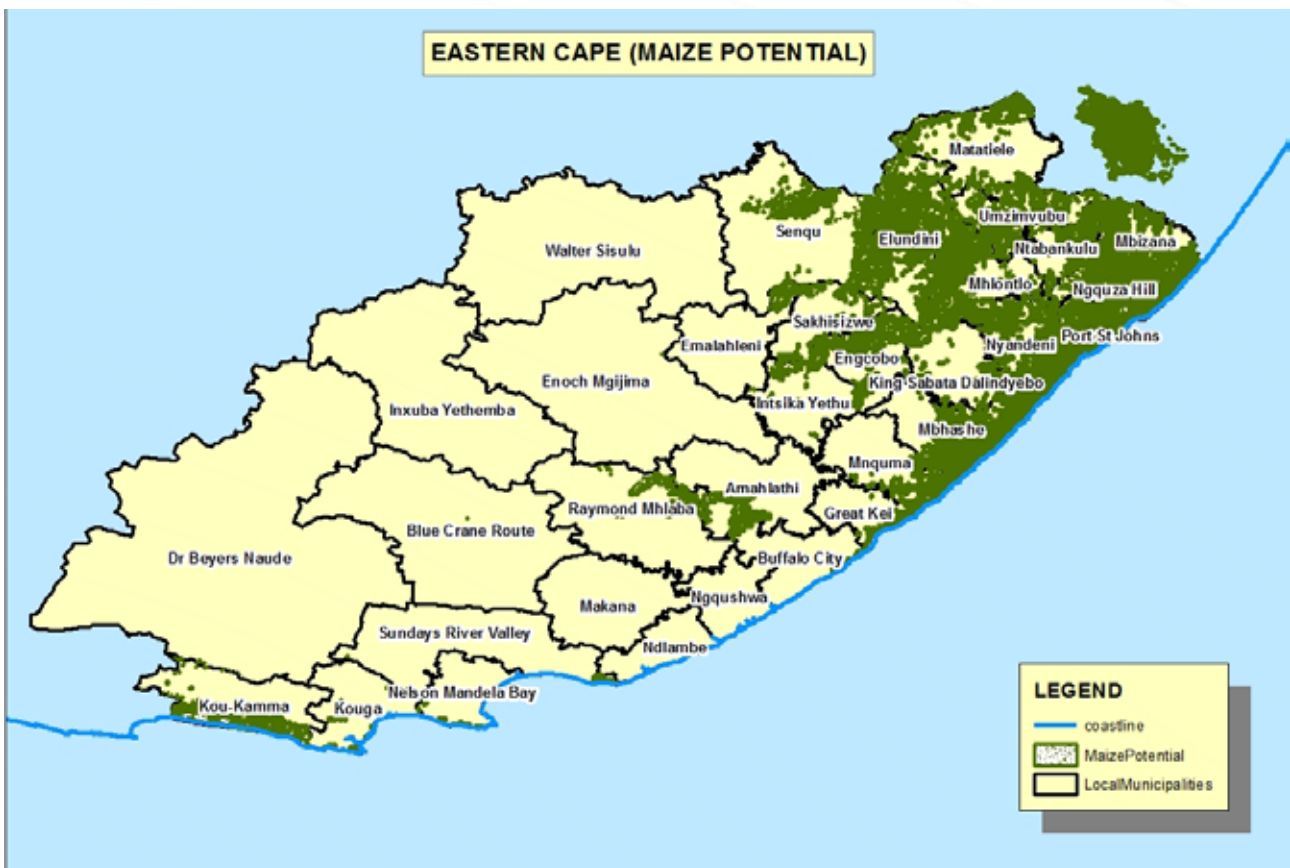 EASTERN CAPE (MAIZE POTENTIAL)
Matatiele
Umzimvubu
Senqu
Elundini
Ntabankulu
Mbizana
Walter Sisulu
Mhlontlo
Ngquza Hill
Sakhisizwe
Port St Johns
Emalahleni
Nyandeni
Engcobo
Enoch Mgijima
King Sabata Dalindyebo
Intsika Yethu
Inxuba Yethemba
Mbhashe
Mnquma
Amahlathi
Raymond Mhlaba
Great Kei
Blue Crane Route
Dr Beyers Naude
Buffalo City
Ngqushwa
Makana
Sundays River Valley
Ndlambe
Nelson Mandela Bay
Kou-Kamma
Kouga
LEGEND
coastline
MaizePotential
LocalMunicipalities